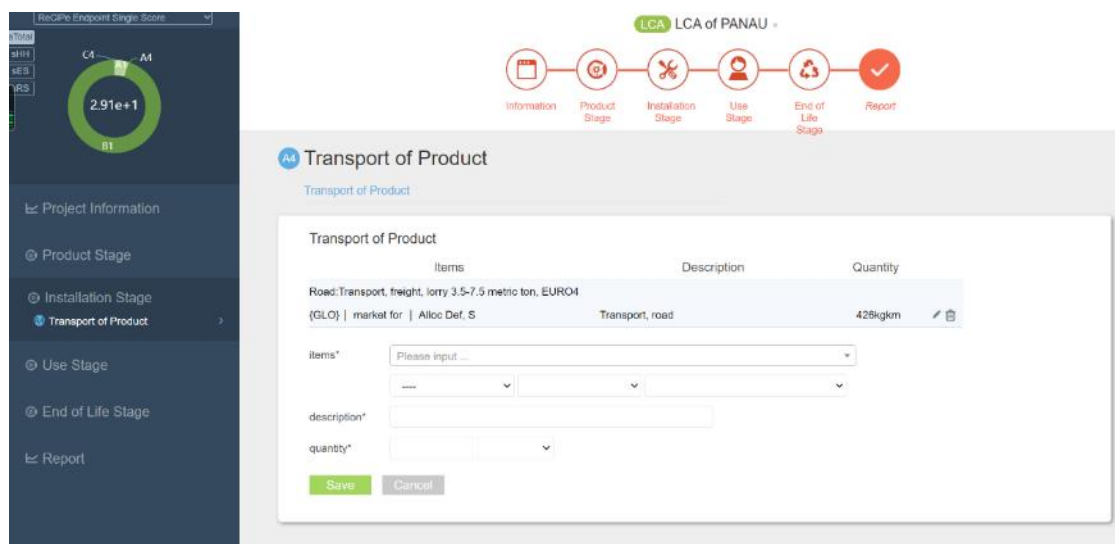 ReCiPe Endpoint Single Score
sTotal
sHH
sES
sRS
C4
A4
A1
2.91e+1
B1
Project Information
Product Stage
Installation Stage
Transport of Product
Use Stage
End of Life Stage
Report
LCA LCA of PANAU
Information
Product Stage
Installation Stage
Use Stage
End of Life Stage
Report
A4 Transport of Product
Transport of Product
Transport of Product
Items Description Quantity
Road:Transport, freight, lorry 3.5-7.5 metric ton, EURO4
{GLO} | market for | Alloc Def, S Transport, road 426kgkm
items* Please input ...
----
description*
quantity*
Save Cancel